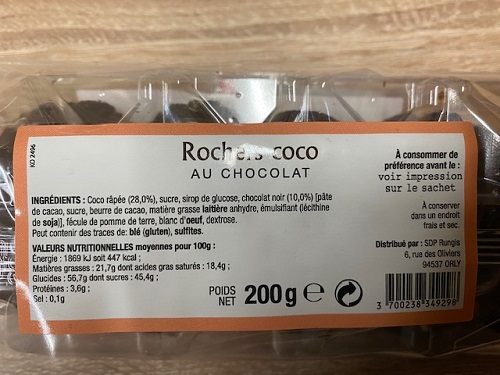 KO 2496
Rochers coco
AU CHOCOLAT
INGRÉDIENTS : Coco râpée (28,0%), sucre, sirop de glucose, chocolat noir (10,0%) [pâte
de cacao, sucre, beurre de cacao, matière grasse laitière anhydre, émulsifiant (lécithine
de soja)], fécule de pomme de terre, blanc d'oeuf, dextrose.
Peut contenir des traces de: blé (gluten), sulfites.
VALEURS NUTRITIONNELLES moyennes pour 100g :
Énergie : 1869 kJ soit 447 kcal ;
Matières grasses : 21,7g dont acides gras saturés : 18,4g ;
Glucides : 56,7g dont sucres : 45,4g ;
Protéines : 3,6g ;
Sel : 0,1g
POIDS
NET
200g e
À consommer de
préférence avant le :
voir impression
sur le sachet
À conserver
dans un endroit
frais et sec.
Distribué par : SDP Rungis
6, rue des Oliviers
94537 ORLY
3 700238 349298